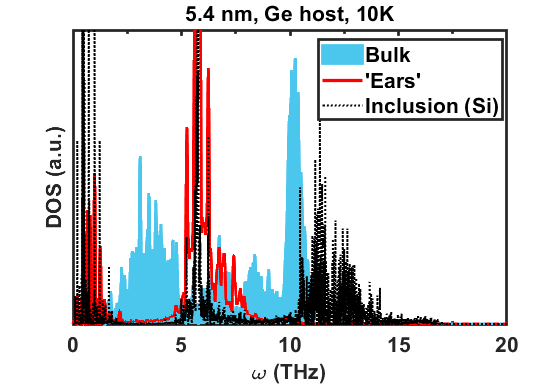 5.4 nm, Ge host, 10K
Bulk
'Ears'
Inclusion (Si)
DOS (a.u.)
0 5 10 15 20
ω (THz)